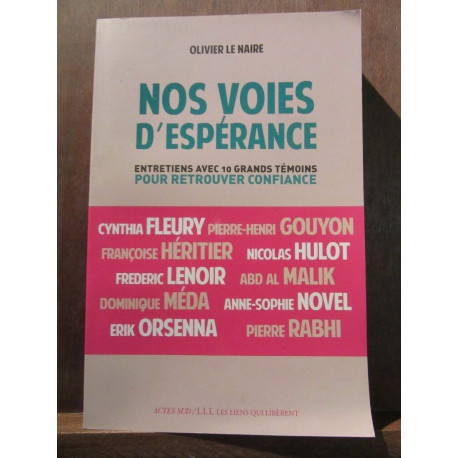 OLIVIER LE NAIRE
NOS VOIES
D'ESPÉRANCE
ENTRETIENS AVEC 10 GRANDS TÉMOINS
POUR RETROUVER CONFIANCE
CYNTHIA FLEURY PIERRE-HENRI GOUYON
FRANÇOISE HÉRITIER NICOLAS HULOT
FREDERIC LENOIR ABD AL MALIK
DOMINIQUE MÉDA ANNE-SOPHIE NOVEL
ERIK ORSENNA PIERRE RABHI
ACTES SUD / L.L.L. LES LIENS QUI LIBÈRENT